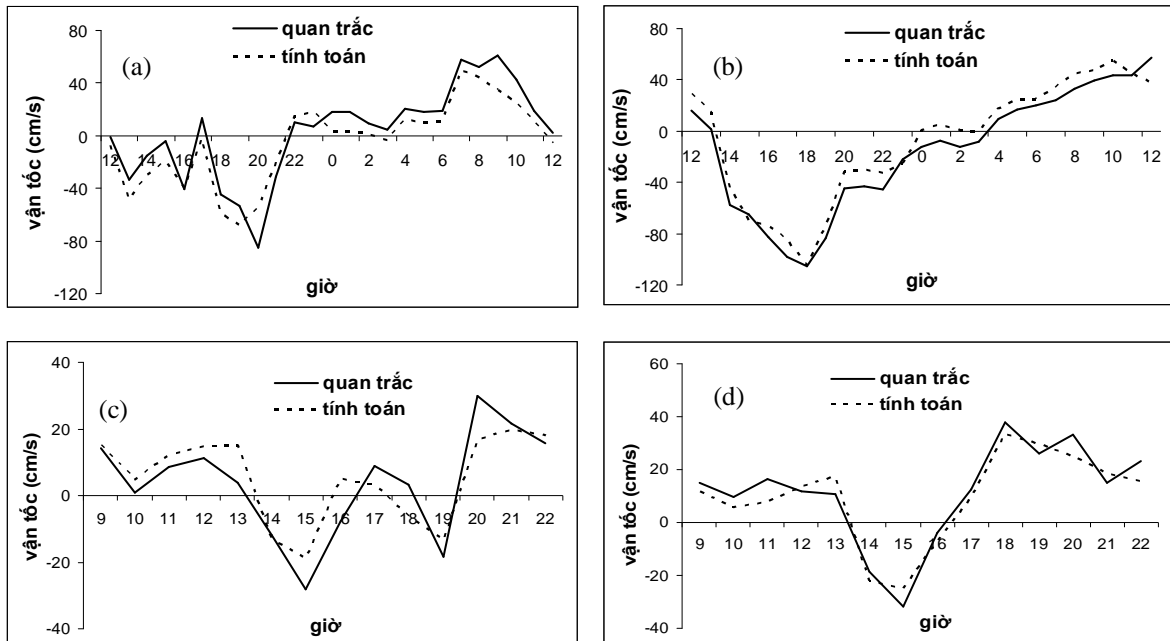 80
40
0
-40
-80
-120
vận tốc (cm/s)
(a)
quan trắc
tính toán
12 14 16 18 20 22 0 2 4 6 8 10 12
giờ
80
40
0
-40
-80
-120
vận tốc (cm/s)
(b)
quan trắc
tính toán
12 14 16 18 20 22 0 2 4 6 8 10 12
giờ
40
20
0
-20
-40
vận tốc (cm/s)
(c)
quan trắc
tính toán
9 10 11 12 13 14 15 16 17 18 19 20 21 22
giờ
60
40
20
0
-20
-40
vận tốc (cm/s)
(d)
quan trắc
tính toán
9 10 11 12 13 14 15 16 17 18 19 20 21 22
giờ